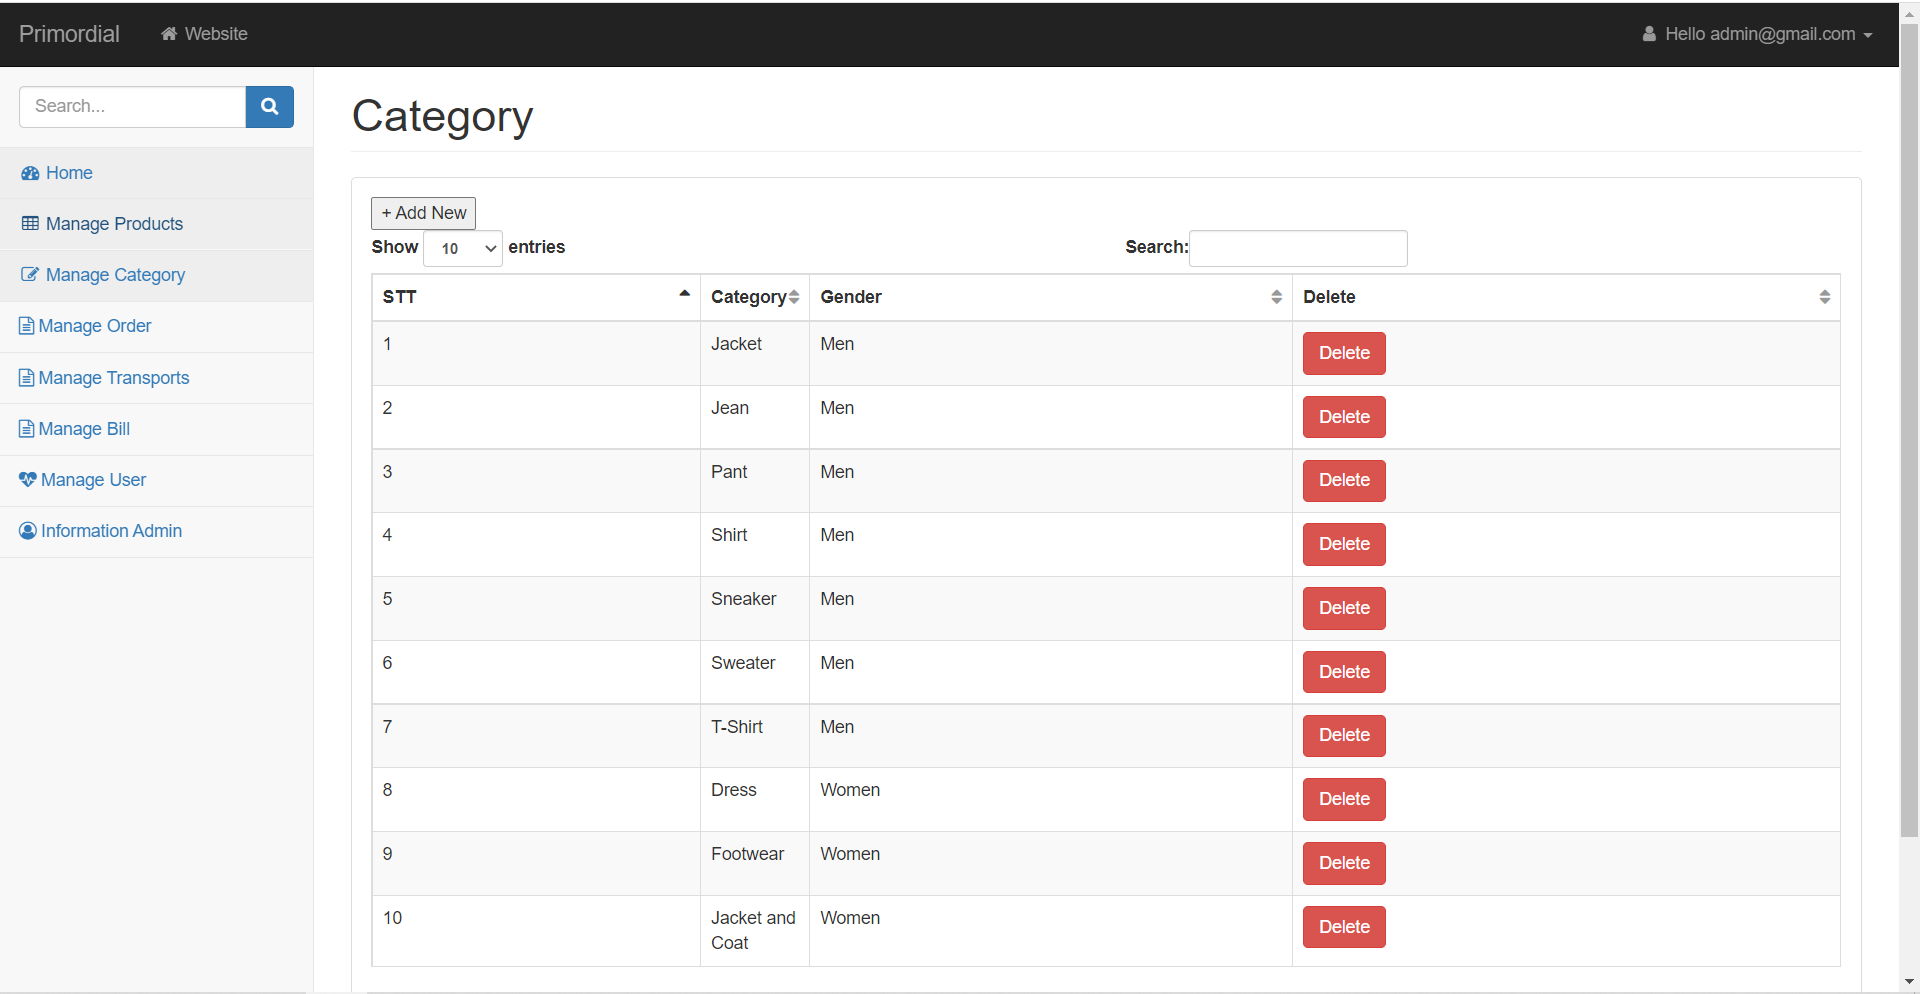 Primordial Website Hello admin@gmail.com
Search...
Home
Manage Products
Manage Category
Manage Order
Manage Transports
Manage Bill
Manage User
Information Admin
Category
+ Add New
Show 10 entries Search:
STT Category Gender Delete
1 Jacket Men Delete
2 Jean Men Delete
3 Pant Men Delete
4 Shirt Men Delete
5 Sneaker Men Delete
6 Sweater Men Delete
7 T-Shirt Men Delete
8 Dress Women Delete
9 Footwear Women Delete
10 Jacket and Women Delete
Coat